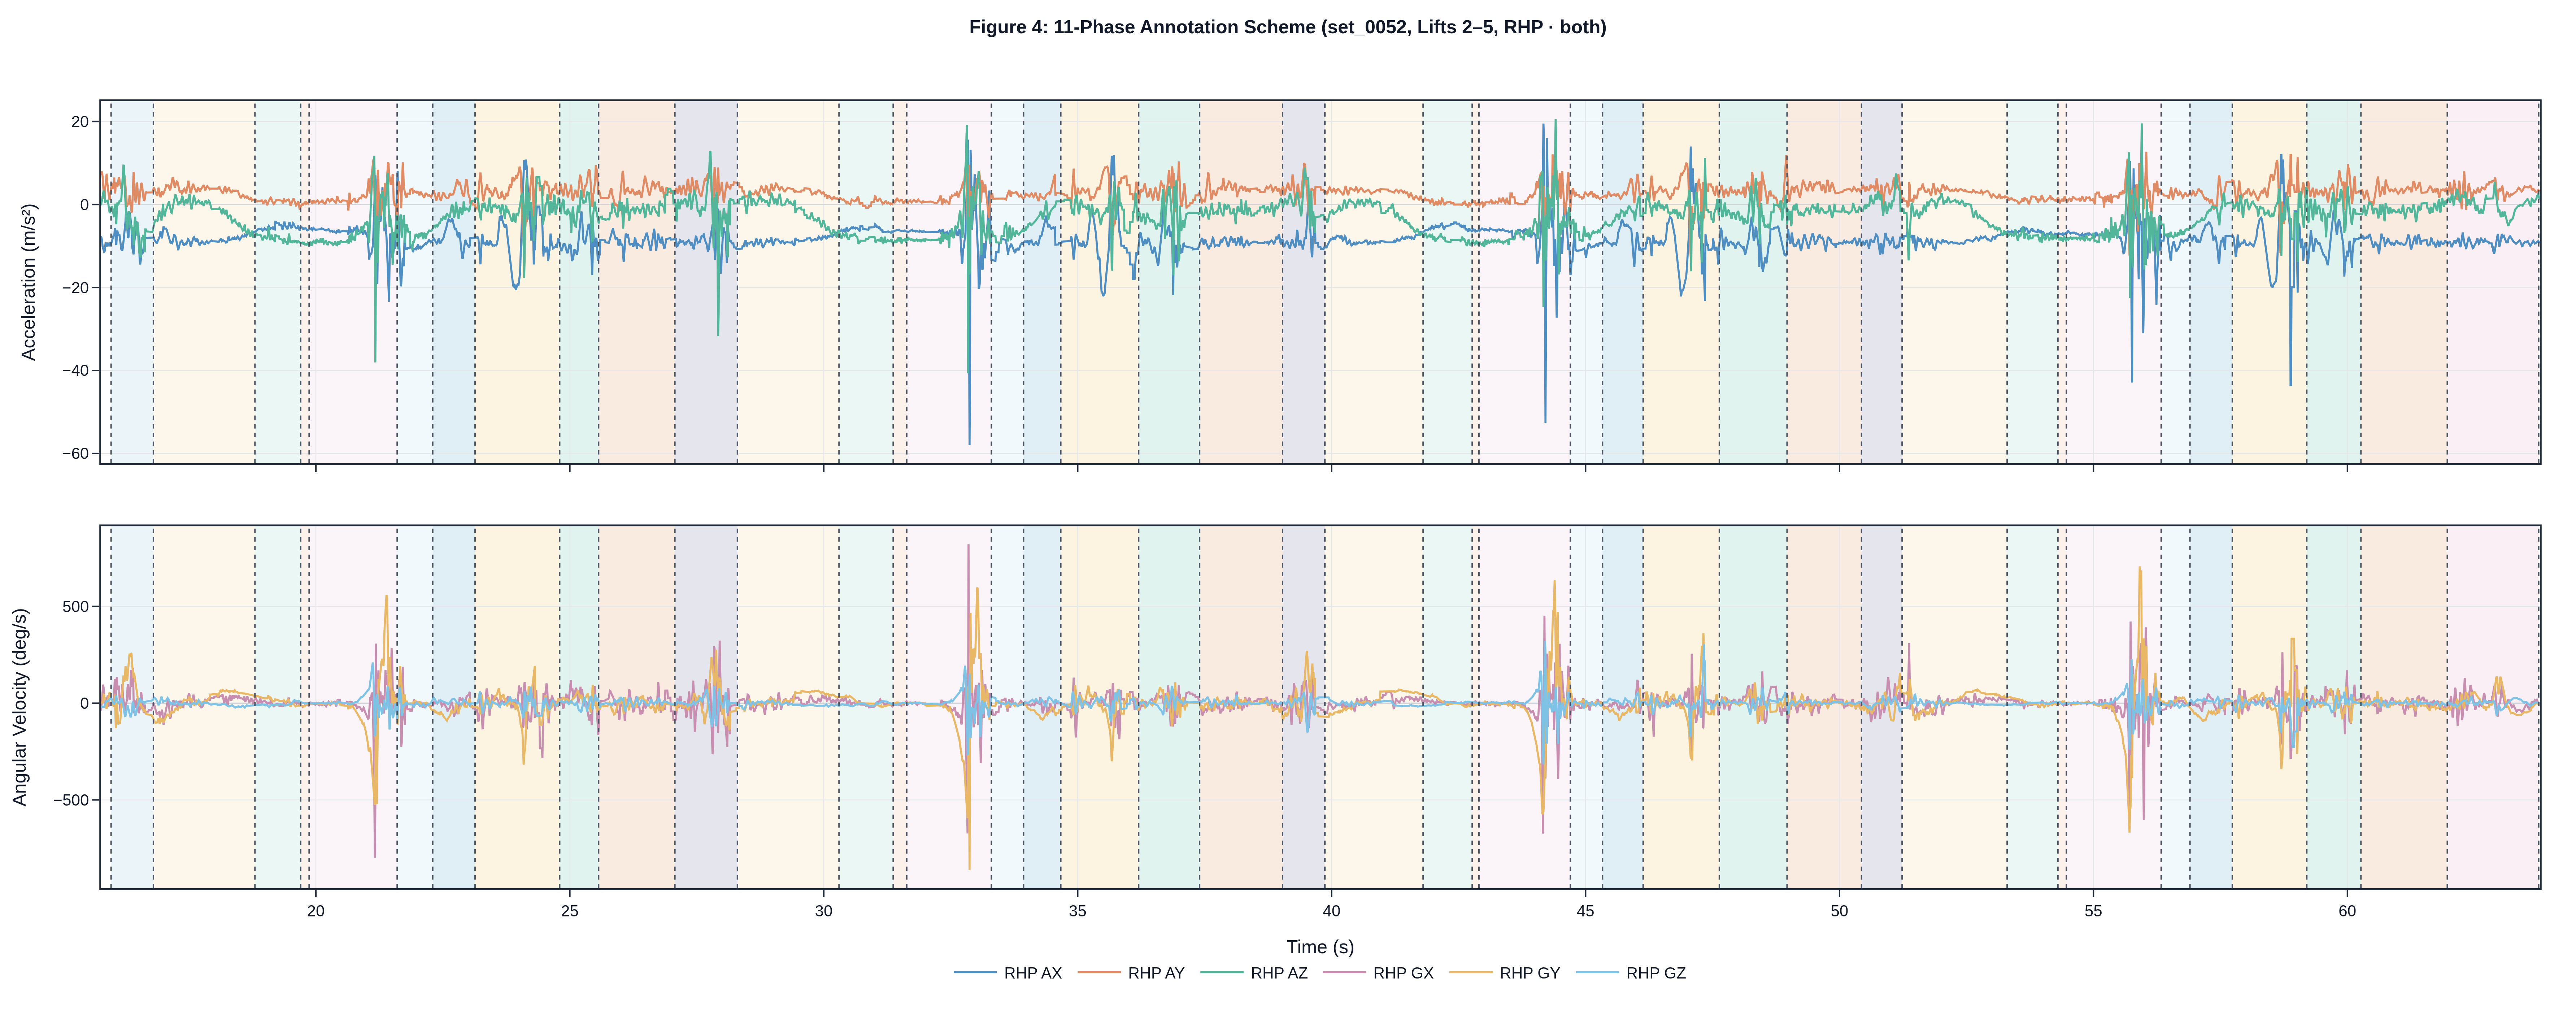 Figure 4: 11-Phase Annotation Scheme (set_0052, Lifts 2–5, RHP · both)
Acceleration (m/s²)
20
0
−20
−40
−60
Angular Velocity (deg/s)
500
0
−500
20 25 30 35 40 45 50 55 60
Time (s)
RHP AX RHP AY RHP AZ RHP GX RHP GY RHP GZ